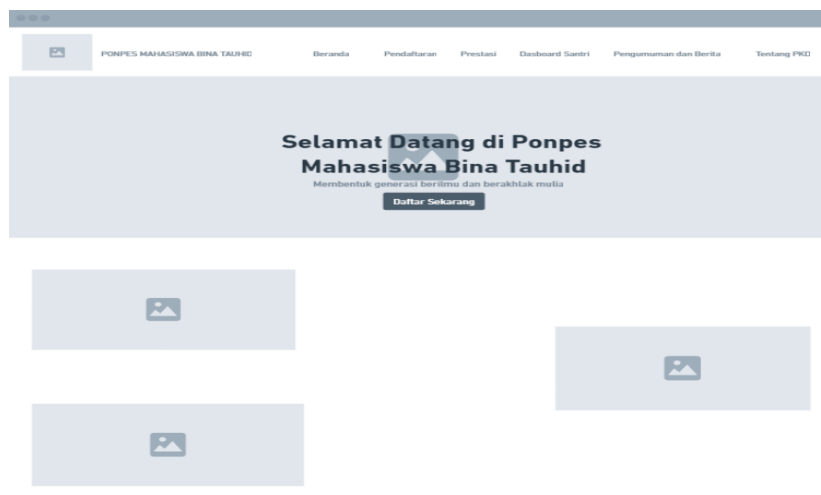 PONPES MAHASISWA BINA TAUHID
Beranda
Pendaftaran
Prestasi
Dasboard Santri
Pengumuman dan Berita
Tentang PKD
Selamat Datang di Ponpes
Mahasiswa Bina Tauhid
Membentuk generasi berilmu dan berakhlak mulia
Daftar Sekarang